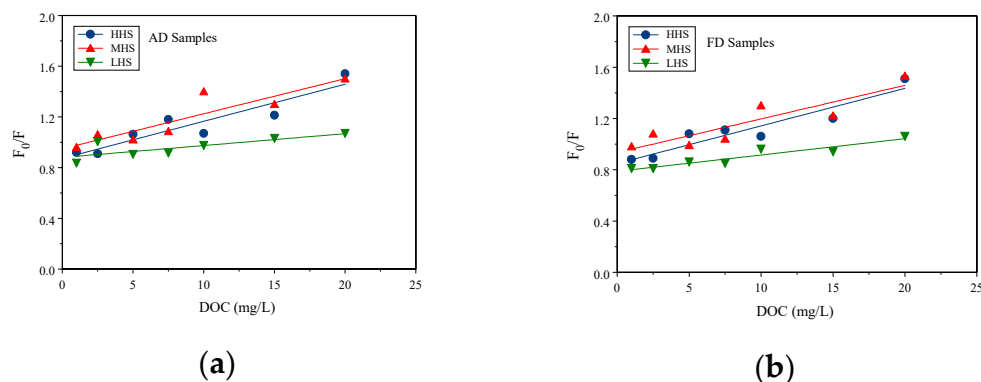 2.0
1.6
1.2
0.8
0.4
0.0
F0/F
HHS
MHS
LHS
AD Samples
0 5 10 15 20 25
DOC (mg/L)
(a)
2.0
1.6
1.2
0.8
0.4
0.0
F0/F
HHS
MHS
LHS
FD Samples
0 5 10 15 20 25
DOC (mg/L)
(b)